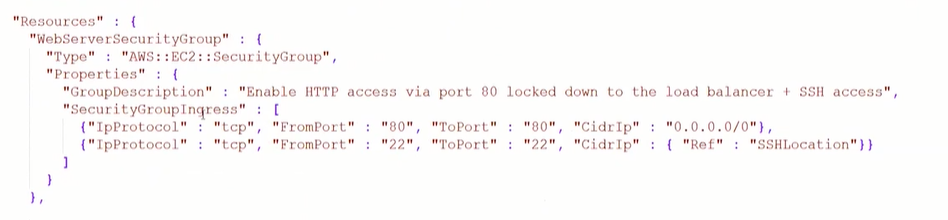 "Resources" : {
"WebServerSecurityGroup" : {
"Type" : "AWS::EC2::SecurityGroup",
"Properties" : {
"GroupDescription" : "Enable HTTP access via port 80 locked down to the load balancer + SSH access",
"SecurityGroupIngress" : [
{"IpProtocol" : "tcp", "FromPort" : "80", "ToPort" : "80", "CidrIp" : "0.0.0.0/0"},
{"IpProtocol" : "tcp", "FromPort" : "22", "ToPort" : "22", "CidrIp" : { "Ref" : "SSHLocation"}}
]
}
},